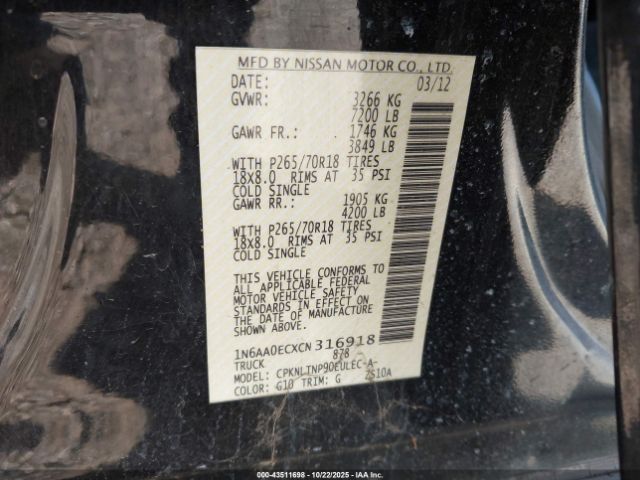 MFD BY NISSAN MOTOR CO., LTD.
DATE: 03/12
GVWR: 3266 KG
7200 LB
GAWR FR.: 1746 KG
3849 LB
WITH P265/70R18 TIRES
18X8.0 RIMS AT 35 PSI
COLD SINGLE
GAWR RR.: 1905 KG
4200 LB
WITH P265/70R18 TIRES
18X8.0 RIMS AT 35 PSI
COLD SINGLE
THIS VEHICLE CONFORMS TO
ALL APPLICABLE FEDERAL
MOTOR VEHICLE SAFETY
STANDARDS IN EFFECT ON
THE DATE OF MANUFACTURE
SHOWN ABOVE.
1N6AA0ECXCN316918
TRUCK 878
MODEL: CPKNLTNP90EULEC-A-
COLOR: G10 TRIM: G ZS10A
000-43511698 - 10/22/2025 - IAA, Inc.